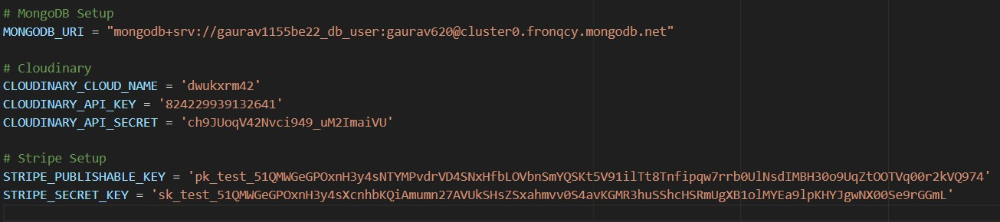 # MongoDB Setup
MONGODB_URI = "mongodb+srv://gaurav1155be22_db_user:gaurav620@cluster0.fronqcy.mongodb.net"
# Cloudinary
CLOUDINARY_CLOUD_NAME = 'dwukxrm42'
CLOUDINARY_API_KEY = '824229939132641'
CLOUDINARY_API_SECRET = 'ch9JUoqV42Nvci949_uM2ImaiVU'
# Stripe Setup
STRIPE_PUBLISHABLE_KEY = 'pk_test_51QMWGeGPOxnH3y4sNTYMPvdrVD4SNxHfbLOVbnSmYQSKt5V91ilTt8Tnfipqw7rrb0UlNsdIMBH30o9UqZtOOTVq00r2kVQ974'
STRIPE_SECRET_KEY = 'sk_test_51QMWGeGPOxnH3y4sXcnhbKQiAmumn27AVUkSHsZSxahmvv0S4avKGMR3huSShcHSRmUgXB1olMYEa9lpKHYJgwNX00Se9rGGmL'